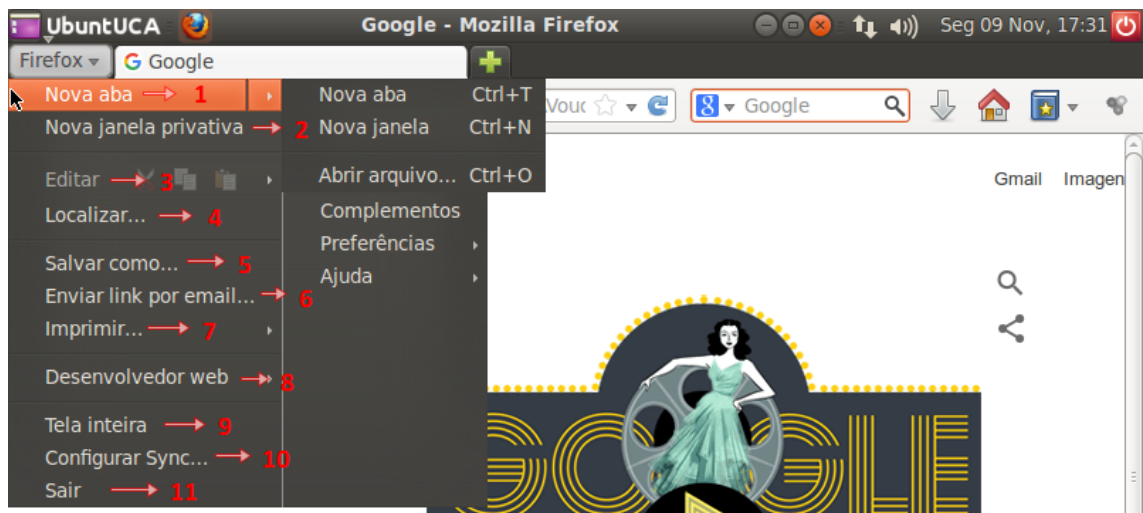 UbuntUCA
Google - Mozilla Firefox
Seg 09 Nov, 17:31
Firefox
Google
Nova aba 1
Nova janela privativa 2
Editar 3
Localizar... 4
Salvar como... 5
Enviar link por email... 6
Imprimir... 7
Desenvolvedor web 8
Tela inteira 9
Configurar Sync... 10
Sair 11
Nova aba Ctrl+T
Nova janela Ctrl+N
Abrir arquivo... Ctrl+O
Complementos
Preferências
Ajuda
8 Google
Gmail Imagen
GOOGLE